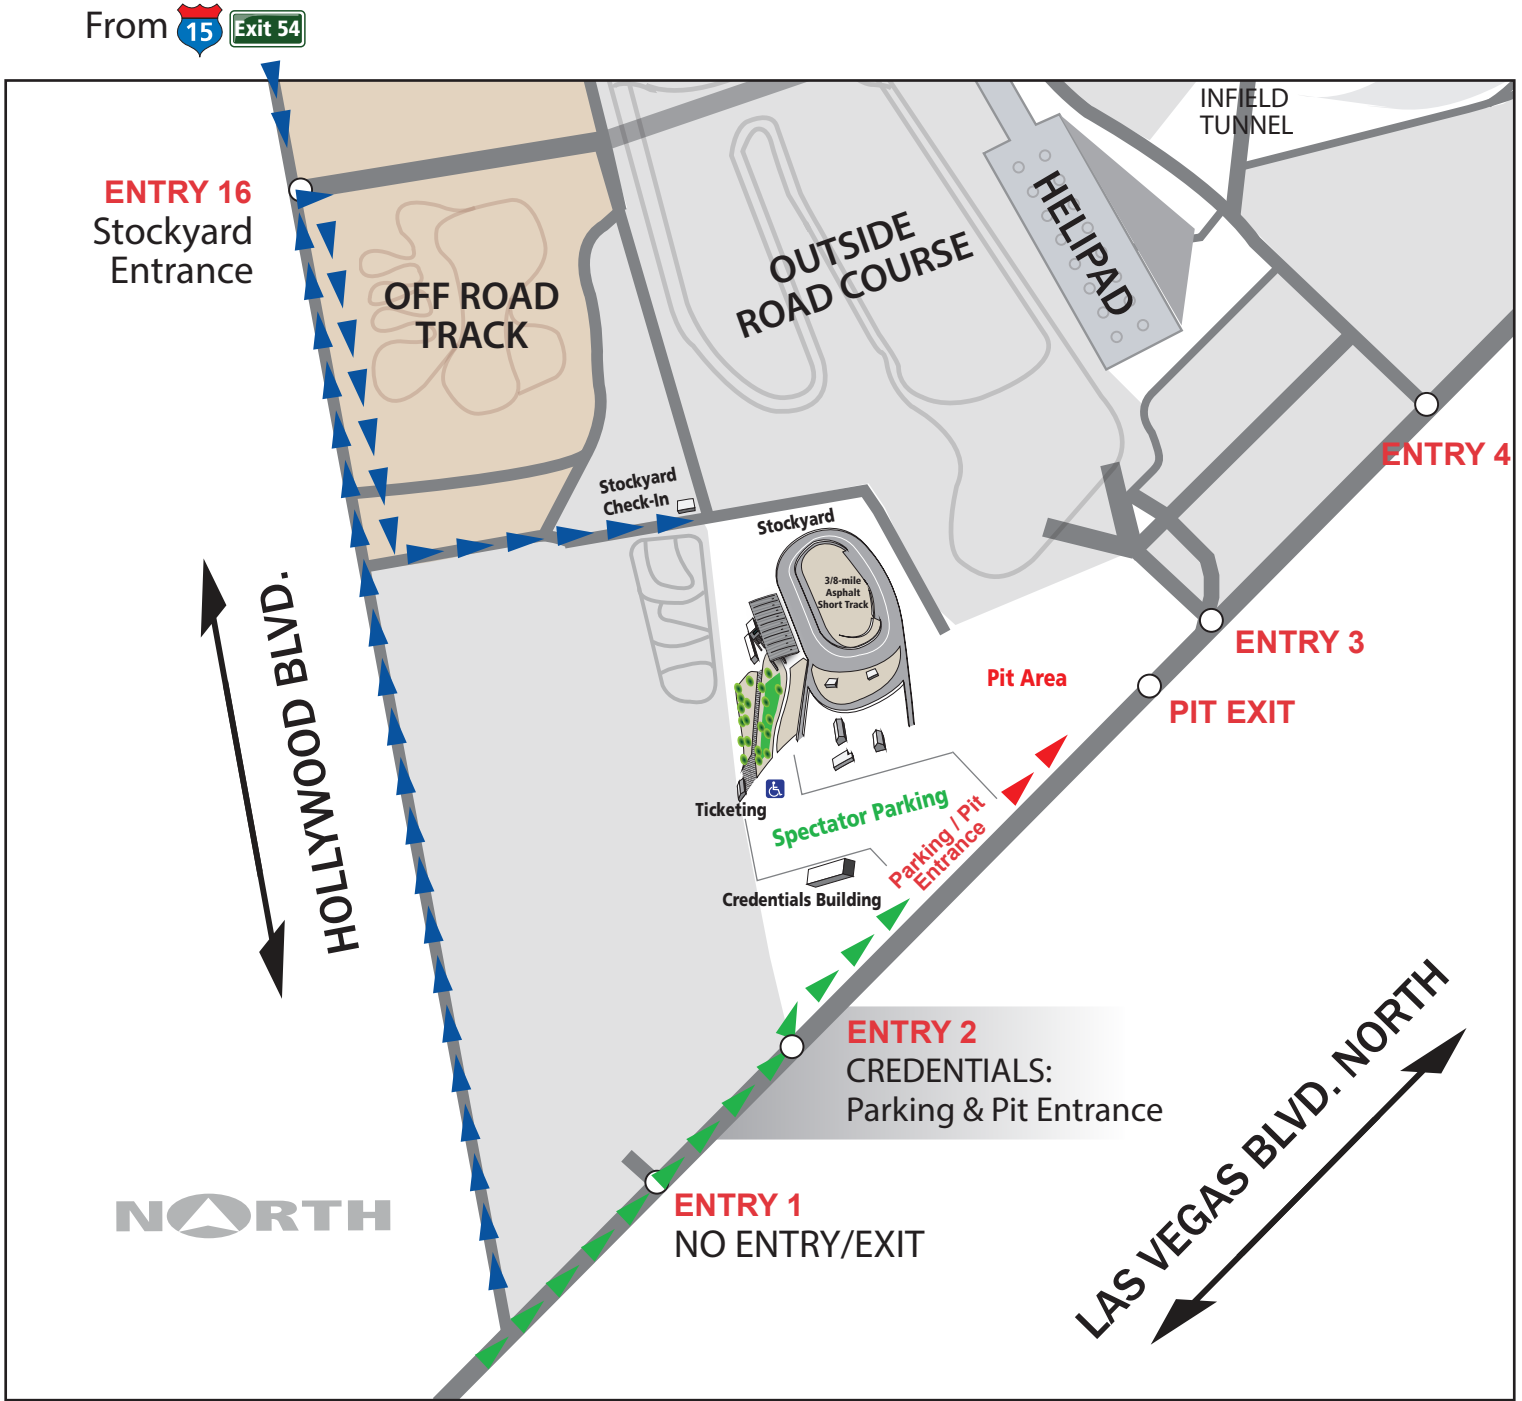 From 15 Exit 54
INFIELD
TUNNEL
ENTRY 16
Stockyard
Entrance
HELIPAD
OUTSIDE
ROAD COURSE
OFF ROAD
TRACK
ENTRY 4
Stockyard
Check-In
Stockyard
3/8-mile
Asphalt
Short Track
HOLLYWOOD BLVD.
ENTRY 3
Pit Area
PIT EXIT
Ticketing
Spectator Parking
Parking / Pit
Entrance
Credentials Building
ENTRY 2
CREDENTIALS:
Parking & Pit Entrance
LAS VEGAS BLVD. NORTH
NORTH
ENTRY 1
NO ENTRY/EXIT